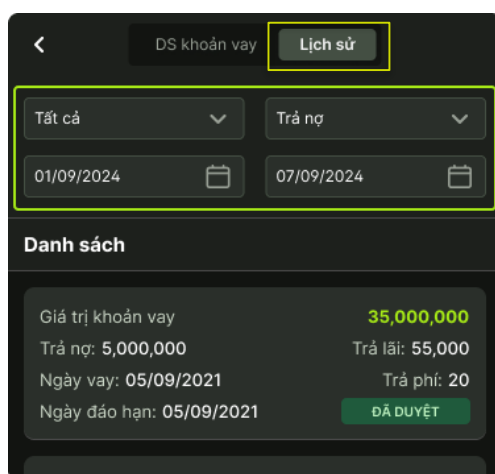 DS khoản vay Lịch sử
Tất cả Trả nợ
01/09/2024 07/09/2024
Danh sách
Giá trị khoản vay 35,000,000
Trả nợ: 5,000,000 Trả lãi: 55,000
Ngày vay: 05/09/2021 Trả phí: 20
Ngày đáo hạn: 05/09/2021 ĐÃ DUYỆT